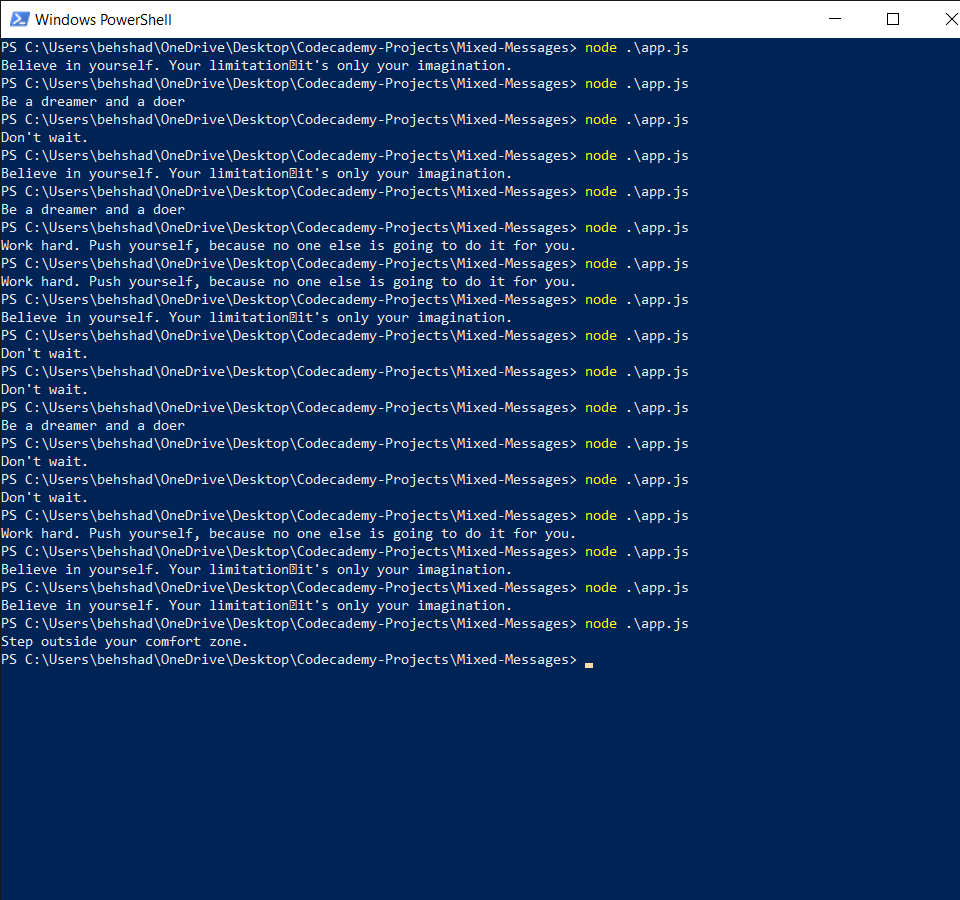 Windows PowerShell
PS C:\Users\behshad\OneDrive\Desktop\Codecademy-Projects\Mixed-Messages> node .\app.js
Believe in yourself. Your limitation�it's only your imagination.
PS C:\Users\behshad\OneDrive\Desktop\Codecademy-Projects\Mixed-Messages> node .\app.js
Be a dreamer and a doer
PS C:\Users\behshad\OneDrive\Desktop\Codecademy-Projects\Mixed-Messages> node .\app.js
Don't wait.
PS C:\Users\behshad\OneDrive\Desktop\Codecademy-Projects\Mixed-Messages> node .\app.js
Believe in yourself. Your limitation�it's only your imagination.
PS C:\Users\behshad\OneDrive\Desktop\Codecademy-Projects\Mixed-Messages> node .\app.js
Be a dreamer and a doer
PS C:\Users\behshad\OneDrive\Desktop\Codecademy-Projects\Mixed-Messages> node .\app.js
Work hard. Push yourself, because no one else is going to do it for you.
PS C:\Users\behshad\OneDrive\Desktop\Codecademy-Projects\Mixed-Messages> node .\app.js
Work hard. Push yourself, because no one else is going to do it for you.
PS C:\Users\behshad\OneDrive\Desktop\Codecademy-Projects\Mixed-Messages> node .\app.js
Believe in yourself. Your limitation�it's only your imagination.
PS C:\Users\behshad\OneDrive\Desktop\Codecademy-Projects\Mixed-Messages> node .\app.js
Don't wait.
PS C:\Users\behshad\OneDrive\Desktop\Codecademy-Projects\Mixed-Messages> node .\app.js
Don't wait.
PS C:\Users\behshad\OneDrive\Desktop\Codecademy-Projects\Mixed-Messages> node .\app.js
Be a dreamer and a doer
PS C:\Users\behshad\OneDrive\Desktop\Codecademy-Projects\Mixed-Messages> node .\app.js
Don't wait.
PS C:\Users\behshad\OneDrive\Desktop\Codecademy-Projects\Mixed-Messages> node .\app.js
Don't wait.
PS C:\Users\behshad\OneDrive\Desktop\Codecademy-Projects\Mixed-Messages> node .\app.js
Work hard. Push yourself, because no one else is going to do it for you.
PS C:\Users\behshad\OneDrive\Desktop\Codecademy-Projects\Mixed-Messages> node .\app.js
Believe in yourself. Your limitation�it's only your imagination.
PS C:\Users\behshad\OneDrive\Desktop\Codecademy-Projects\Mixed-Messages> node .\app.js
Believe in yourself. Your limitation�it's only your imagination.
PS C:\Users\behshad\OneDrive\Desktop\Codecademy-Projects\Mixed-Messages> node .\app.js
Step outside your comfort zone.
PS C:\Users\behshad\OneDrive\Desktop\Codecademy-Projects\Mixed-Messages>